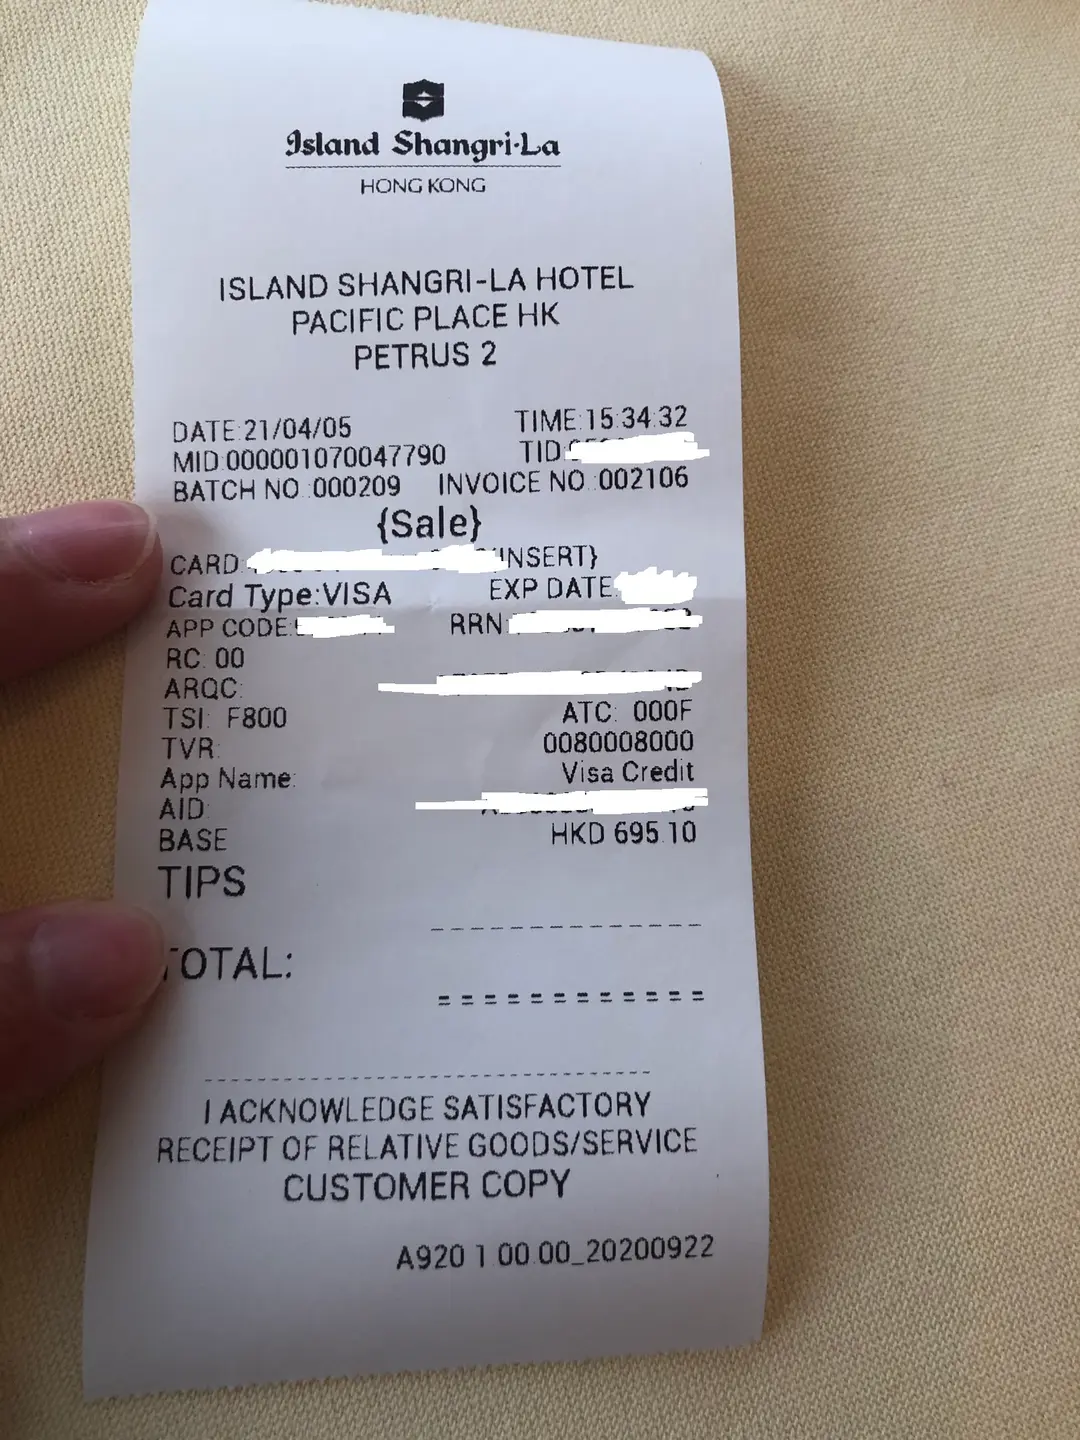 Island Shangri-La
HONG KONG
ISLAND SHANGRI-LA HOTEL
PACIFIC PLACE HK
PETRUS 2
DATE:21/04/05 TIME:15:34:32
MID:000001070047790 TID:
BATCH NO.:000209 INVOICE NO.:002106
{Sale}
CARD: INSERT}
Card Type:VISA EXP DATE:
APP CODE: RRN:
RC: 00
ARQC:
TSI: F800 ATC: 000F
TVR: 0080008000
App Name: Visa Credit
AID:
BASE HKD 695.10
TIPS
TOTAL:
I ACKNOWLEDGE SATISFACTORY
RECEIPT OF RELATIVE GOODS/SERVICE
CUSTOMER COPY
A920 1.00.00_20200922